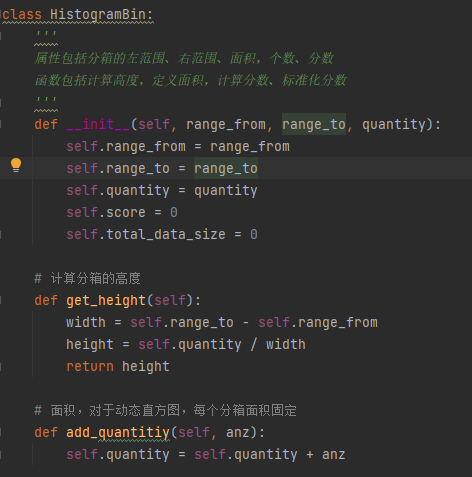 class HistogramBin:
'''
属性包括分箱的左范围、右范围、面积，个数、分数
函数包括计算高度，定义面积，计算分数、标准化分数
'''
def __init__(self, range_from, range_to, quantity):
self.range_from = range_from
self.range_to = range_to
self.quantity = quantity
self.score = 0
self.total_data_size = 0
# 计算分箱的高度
def get_height(self):
width = self.range_to - self.range_from
height = self.quantity / width
return height
# 面积，对于动态直方图，每个分箱面积固定
def add_quantitiy(self, anz):
self.quantity = self.quantity + anz